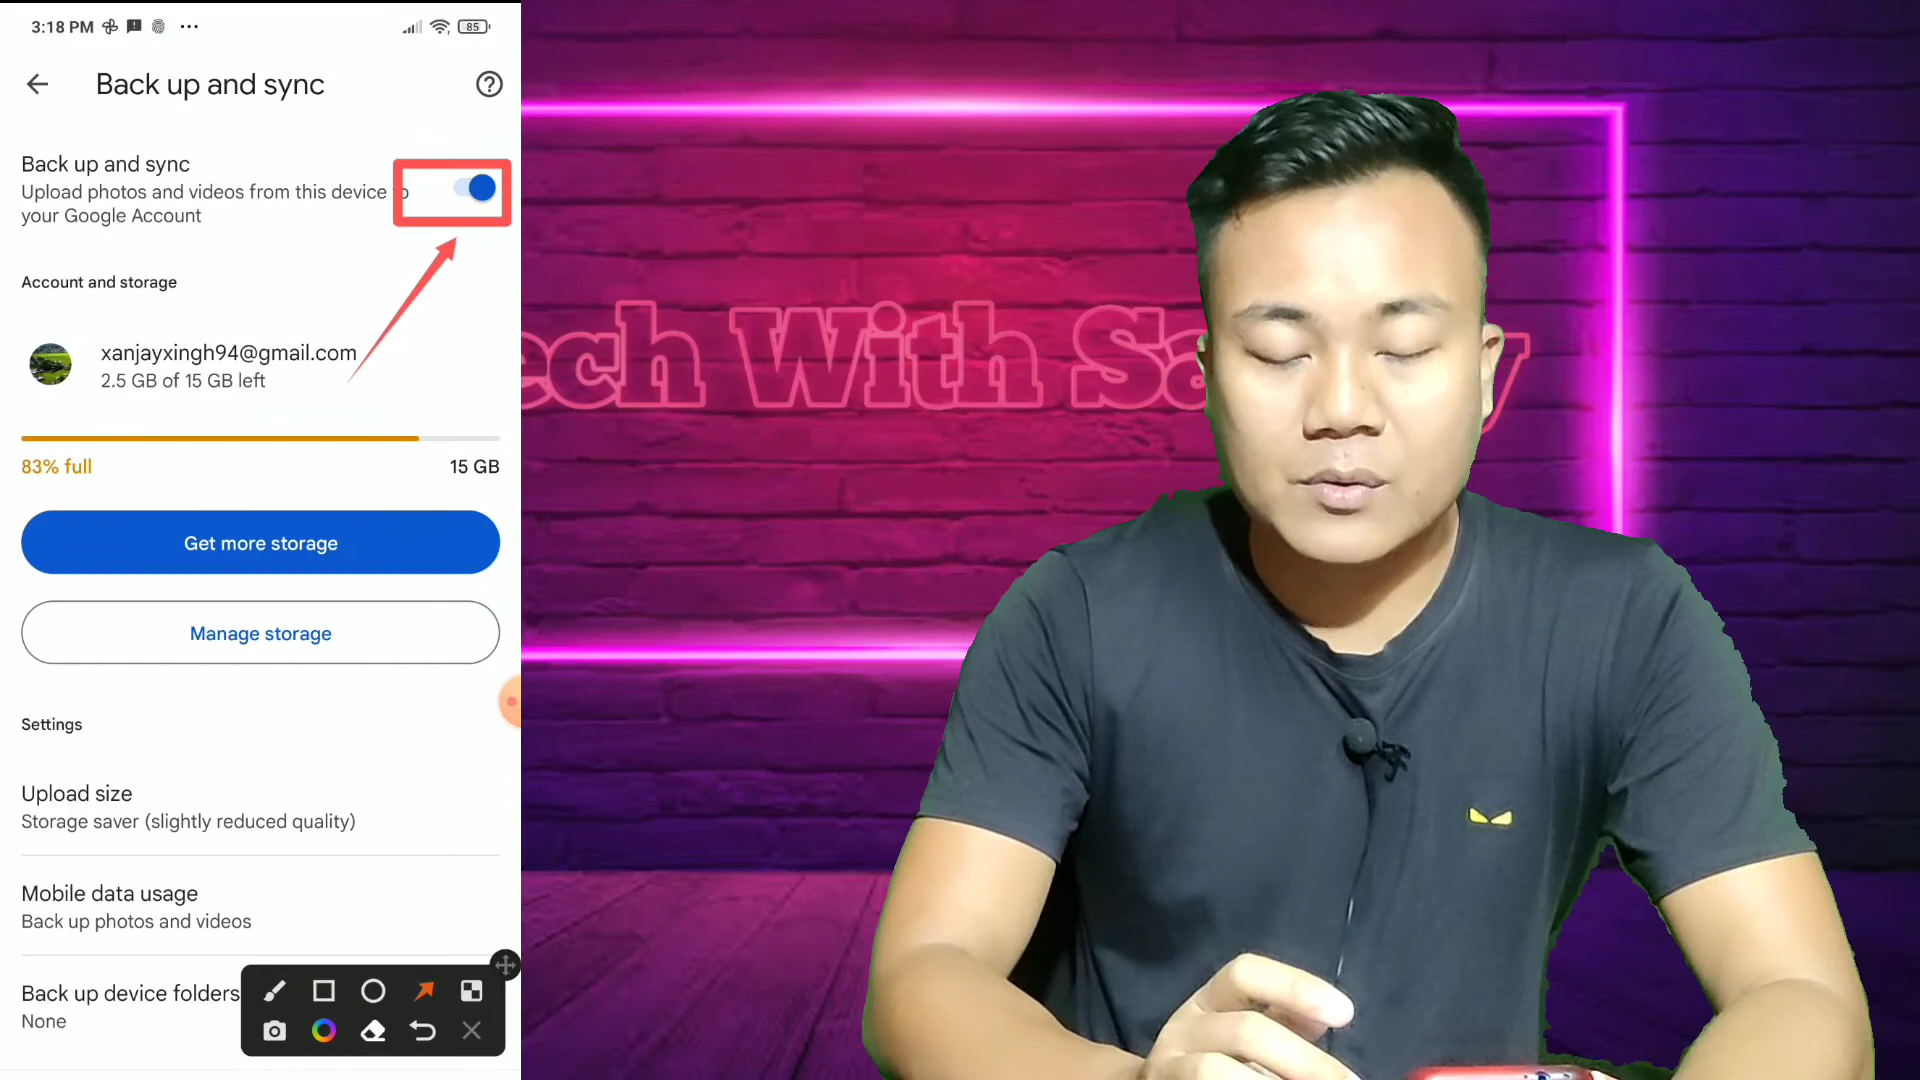 3:18 PM
85
Back up and sync
Back up and sync
Upload photos and videos from this device to
your Google Account
Account and storage
xanjayxingh94@gmail.com
2.5 GB of 15 GB left
83% full
15 GB
Get more storage
Manage storage
Settings
Upload size
Storage saver (slightly reduced quality)
Mobile data usage
Back up photos and videos
Back up device folders
None
ech With Sa y